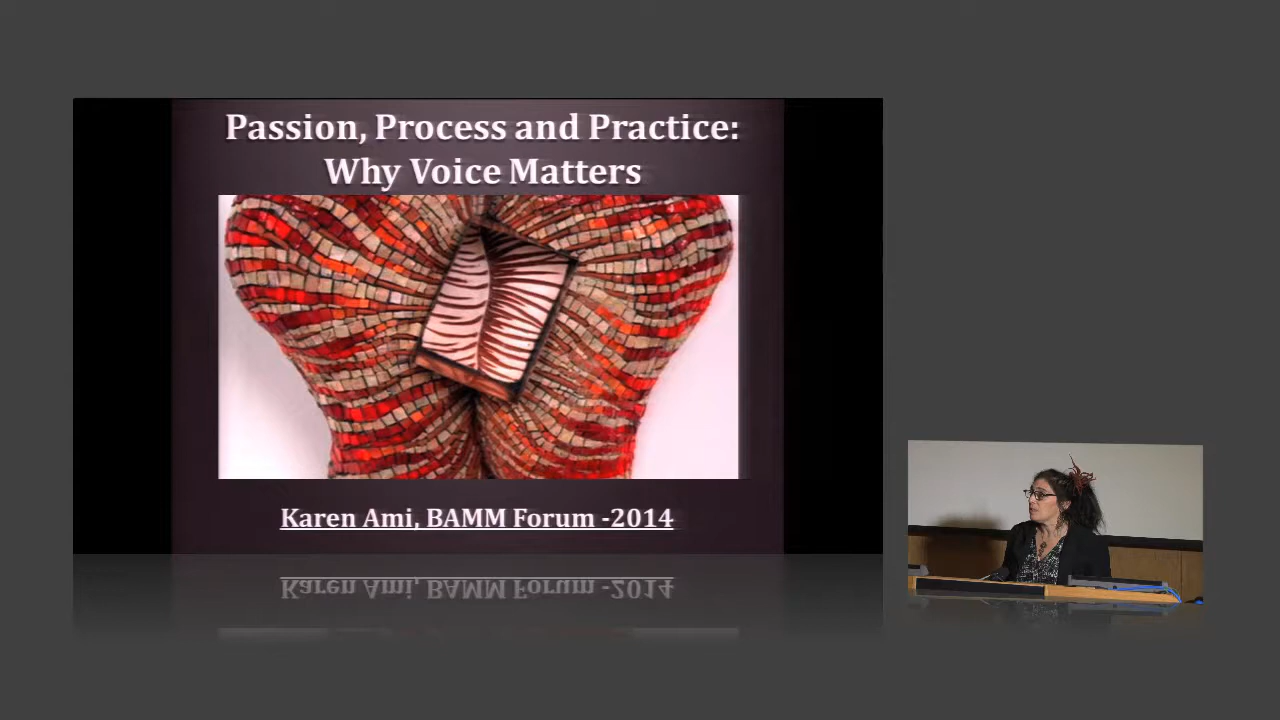 Passion, Process and Practice:
Why Voice Matters
Karen Ami, BAMM Forum -2014